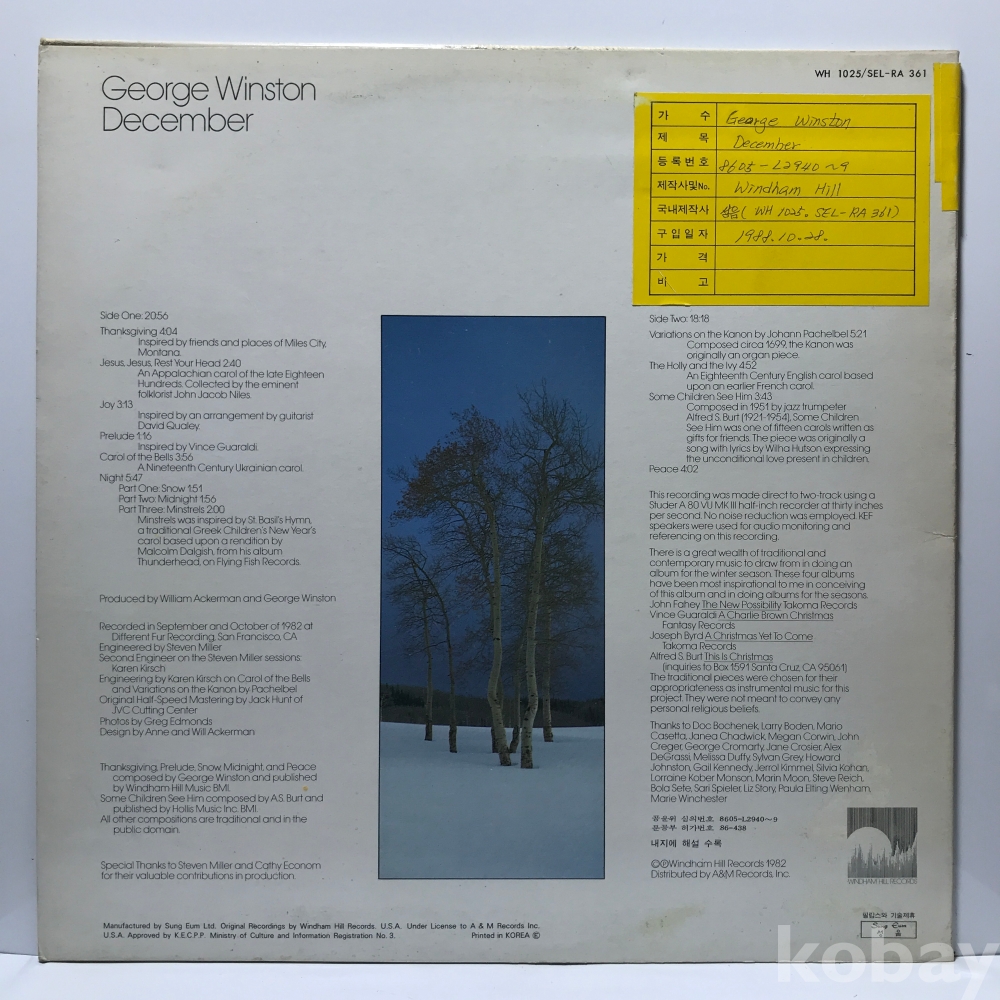 George Winston
December
WH 1025/SEL-RA 361
가 수 George Winston
제 목 December
등록번호 8605-L2940~9
제작사및No. Windham Hill
국내제작사 성음( WH 1025. SEL-RA 361)
구입일자 1988.10.28.
가 격
비 고
Side One: 20:56
Thanksgiving 4:04
Inspired by friends and places of Miles City,
Montana.
Jesus, Jesus, Rest Your Head 2:40
An Appalachian carol of the late Eighteen
Hundreds. Collected by the eminent
folklorist John Jacob Niles.
Joy 3:13
Inspired by an arrangement by guitarist
David Qualey.
Prelude 1:16
Inspired by Vince Guaraldi.
Carol of the Bells 3:56
A Nineteenth Century Ukrainian carol.
Night 5:47
Part One: Snow 1:51
Part Two: Midnight 1:56
Part Three: Minstrels 2:00
Minstrels was inspired by St. Basil's Hymn,
a traditional Greek Children's New Year's
carol based upon a rendition by
Malcolm Dalgish, from his album
Thunderhead, on Flying Fish Records.
Produced by William Ackerman and George Winston
Recorded in September and October of 1982 at
Different Fur Recording, San Francisco, CA
Engineered by Steven Miller
Second Engineer on the Steven Miller sessions:
Karen Kirsch
Engineering by Karen Kirsch on Carol of the Bells
and Variations on the Kanon by Pachelbel
Original Half-Speed Mastering by Jack Hunt of
JVC Cutting Center
Photos by Greg Edmonds
Design by Anne and Will Ackerman
Thanksgiving, Prelude, Snow, Midnight, and Peace
composed by George Winston and published
by Windham Hill Music BMI.
Some Children See Him composed by A.S. Burt and
published by Hollis Music Inc. BMI.
All other compositions are traditional and in the
public domain.
Special Thanks to Steven Miller and Cathy Econom
for their valuable contributions in production.
Side Two: 18:18
Variations on the Kanon by Johann Pachelbel 5:21
Composed circa 1699, the Kanon was
originally an organ piece.
The Holly and the Ivy 4:52
An Eighteenth Century English carol based
upon an earlier French carol.
Some Children See Him 3:43
Composed in 1951 by jazz trumpeter
Alfred S. Burt (1921-1954), Some Children
See Him was one of fifteen carols written as
gifts for friends. The piece was originally a
song with lyrics by Wilha Hutson expressing
the unconditional love present in children.
Peace 4:02
This recording was made direct to two-track using a
Studer A 80 VU MK III half-inch recorder at thirty inches
per second. No noise reduction was employed. KEF
speakers were used for audio monitoring and
referencing on this recording.
There is a great wealth of traditional and
contemporary music to draw from in doing an
album for the winter season. These four albums
have been most inspirational to me in conceiving
of this album and in doing albums for the seasons.
John Fahey The New Possibility Takoma Records
Vince Guaraldi A Charlie Brown Christmas
Fantasy Records
Joseph Byrd A Christmas Yet To Come
Takoma Records
Alfred S. Burt This Is Christmas
(inquiries to Box 1591 Santa Cruz, CA 95061)
The traditional pieces were chosen for their
appropriateness as instrumental music for this
project. They were not meant to convey any
personal religious beliefs.
Thanks to Doc Bochenek, Larry Boden, Mario
Casetta, Janea Chadwick, Megan Corwin, John
Creger, George Cromarty, Jane Crosier, Alex
DeGrassi, Melissa Duffy, Sylvan Grey, Howard
Johnston, Gail Kennedy, Jerrol Kimmel, Silvia Kohan,
Lorraine Kober Monson, Marin Moon, Steve Reich,
Bola Sete, Sari Spieler, Liz Story, Paula Elfing Wenham,
Marie Winchester
공윤위 심의번호 8605-L2940~9
문공부 허가번호 86-438
내지에 해설 수록
©℗Windham Hill Records 1982
Distributed by A&M Records, Inc.
WINDHAM HILL RECORDS
Manufactured by Sung Eum Ltd. Original Recordings by Windham Hill Records. U.S.A. Under License to A & M Records Inc.
U.S.A. Approved by K.E.C.P.P. Ministry of Culture and Information Registration No. 3. Printed in KOREA Ⓔ
필립스와 기술제휴
Sung Eum
성 음
kobay